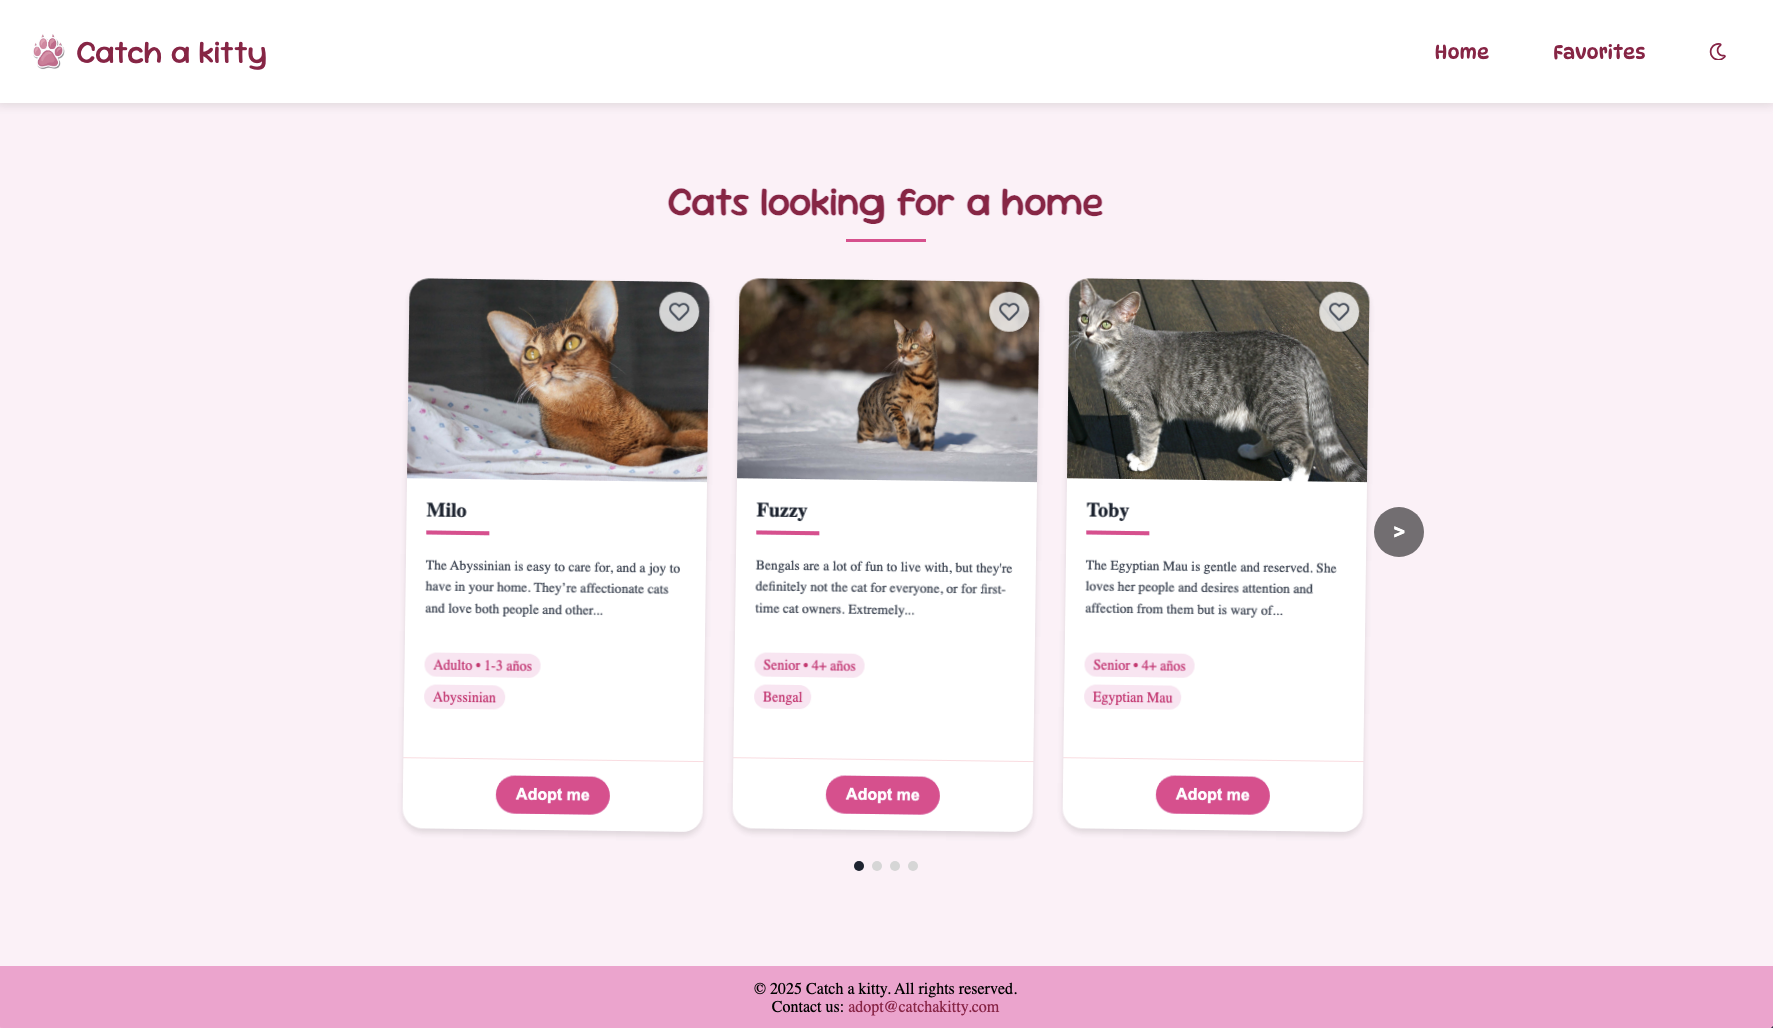 Catch a kitty
Home
Favorites
Cats looking for a home
Milo
The Abyssinian is easy to care for, and a joy to
have in your home. They’re affectionate cats
and love both people and other...
Adulto • 1-3 años
Abyssinian
Adopt me
Fuzzy
Bengals are a lot of fun to live with, but they're
definitely not the cat for everyone, or for first-
time cat owners. Extremely...
Senior • 4+ años
Bengal
Adopt me
Toby
The Egyptian Mau is gentle and reserved. She
loves her people and desires attention and
affection from them but is wary of...
Senior • 4+ años
Egyptian Mau
Adopt me
>
© 2025 Catch a kitty. All rights reserved.
Contact us: adopt@catchakitty.com